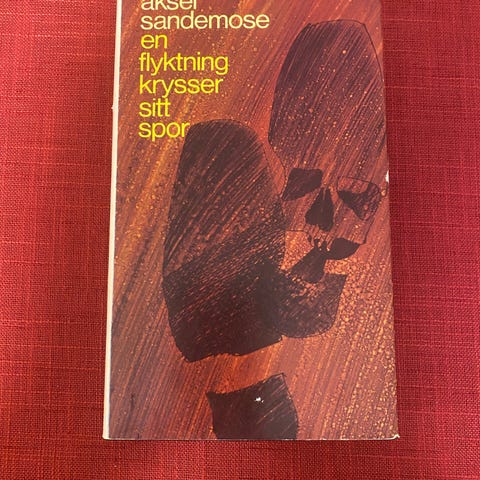 aksel
sandemose
en
flyktning
krysser
sitt
spor